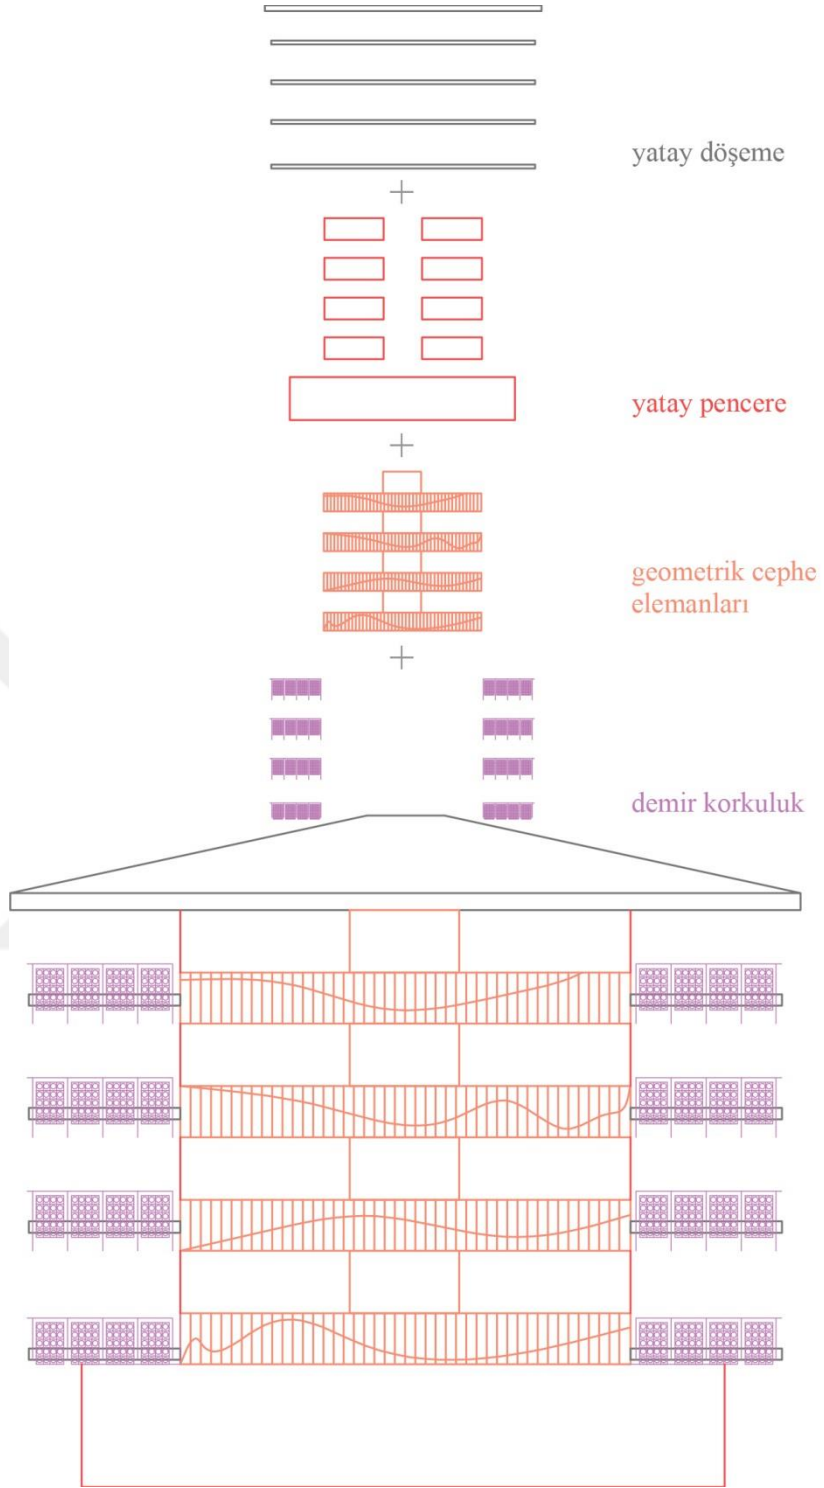 yatay döşeme
yatay pencere
geometrik cephe
elemanları
demir korkuluk